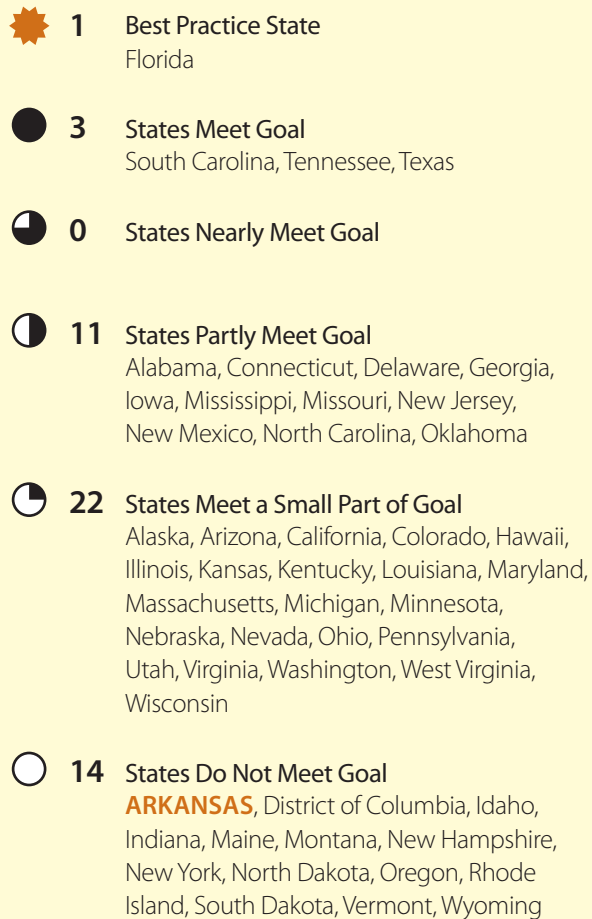 1 Best Practice State
Florida
3 States Meet Goal
South Carolina, Tennessee, Texas
0 States Nearly Meet Goal
11 States Partly Meet Goal
Alabama, Connecticut, Delaware, Georgia,
Iowa, Mississippi, Missouri, New Jersey,
New Mexico, North Carolina, Oklahoma
22 States Meet a Small Part of Goal
Alaska, Arizona, California, Colorado, Hawaii,
Illinois, Kansas, Kentucky, Louisiana, Maryland,
Massachusetts, Michigan, Minnesota,
Nebraska, Nevada, Ohio, Pennsylvania,
Utah, Virginia, Washington, West Virginia,
Wisconsin
14 States Do Not Meet Goal
ARKANSAS, District of Columbia, Idaho,
Indiana, Maine, Montana, New Hampshire,
New York, North Dakota, Oregon, Rhode
Island, South Dakota, Vermont, Wyoming